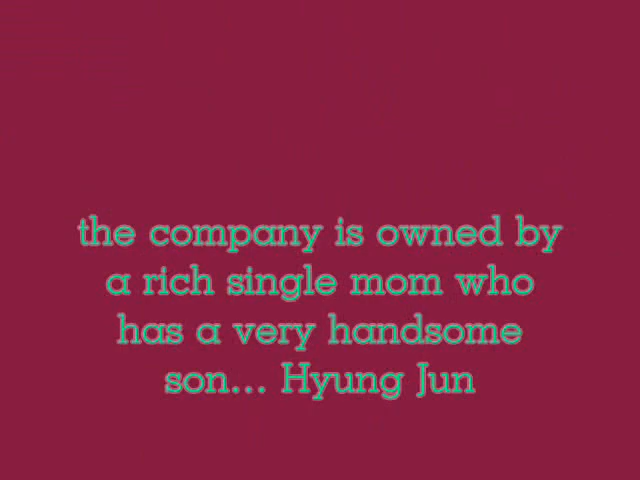 the company is owned by
a rich single mom who
has a very handsome
son... Hyung Jun